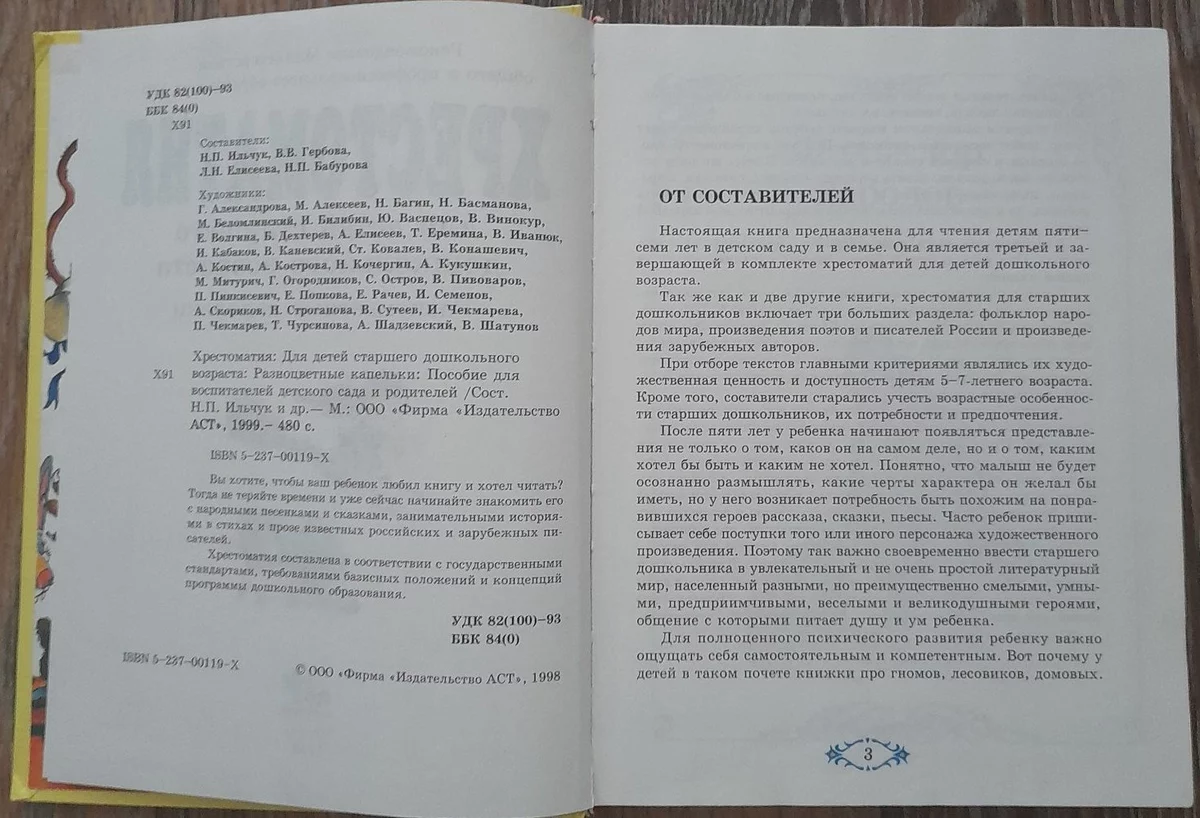 УДК 82(100)–93
ББК 84(0)
Х91
Составители:
Н.П. Ильчук, В.В. Гербова,
Л.Н. Елисеева, Н.П. Бабурова
Художники:
Г. Александрова, М. Алексеев, Н. Багин, Н. Басманова,
М. Беломлинский, И. Билибин, Ю. Васнецов, В. Винокур,
Е. Волгина, Б. Дехтерев, А. Елисеев, Т. Еремина, В. Иванюк,
И. Кабаков, В. Каневский, Ст. Ковалев, В. Конашевич,
А. Костин, А. Кострова, Н. Кочергин, А. Кукушкин,
М. Митурич, Г. Огородников, С. Остров, В. Пивоваров,
П. Пинкисевич, Е. Попкова, Е. Рачев, И. Семенов,
А. Скориков, Н. Строганова, В. Сутеев, И. Чекмарева,
П. Чекмарев, Т. Чурсинова, А. Шадзевский, В. Шатунов
Хрестоматия: Для детей старшего дошкольного
Х91 возраста: Разноцветные капельки: Пособие для
воспитателей детского сада и родителей /Сост.
Н.П. Ильчук и др.— М.: ООО «Фирма «Издательство
АСТ», 1999.– 480 с.
ISBN 5–237–00119–X
Вы хотите, чтобы ваш ребенок любил книгу и хотел читать?
Тогда не теряйте времени и уже сейчас начинайте знакомить его
с народными песенками и сказками, занимательными история-
ми в стихах и прозе известных российских и зарубежных пи-
сателей.
Хрестоматия составлена в соответствии с государственными
стандартами, требованиями базисных положений и концепций
программы дошкольного образования.
УДК 82(100)–93
ББК 84(0)
ISBN 5–237–00119–X
© ООО «Фирма «Издательство АСТ», 1998
ОТ СОСТАВИТЕЛЕЙ
Настоящая книга предназначена для чтения детям пяти—
семи лет в детском саду и в семье. Она является третьей и за-
вершающей в комплекте хрестоматий для детей дошкольного
возраста.
Так же как и две другие книги, хрестоматия для старших
дошкольников включает три больших раздела: фольклор наро-
дов мира, произведения поэтов и писателей России и произведе-
ния зарубежных авторов.
При отборе текстов главными критериями являлись их худо-
жественная ценность и доступность детям 5–7-летнего возраста.
Кроме того, составители старались учесть возрастные особеннос-
ти старших дошкольников, их потребности и предпочтения.
После пяти лет у ребенка начинают появляться представле-
ния не только о том, каков он на самом деле, но и о том, каким
хотел бы быть и каким не хотел. Понятно, что малыш не будет
осознанно размышлять, какие черты характера он желал бы
иметь, но у него возникает потребность быть похожим на понра-
вившихся героев рассказа, сказки, пьесы. Часто ребенок припи-
сывает себе поступки того или иного персонажа художественного
произведения. Поэтому так важно своевременно ввести старшего
дошкольника в увлекательный и не очень простой литературный
мир, населенный разными, но преимущественно смелыми, умны-
ми, предприимчивыми, веселыми и великодушными героями,
общение с которыми питает душу и ум ребенка.
Для полноценного психического развития ребенку важно
ощущать себя самостоятельным и компетентным. Вот почему у
детей в таком почете книжки про гномов, лесовиков, домовых.
3